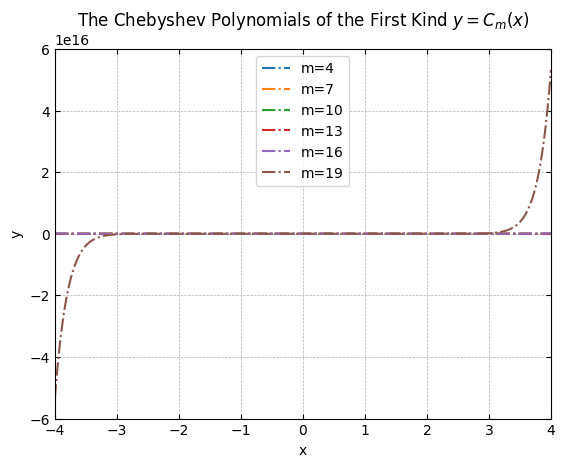 The Chebyshev Polynomials of the First Kind y = C_m(x)
1e16
6
4
2
0
−2
−4
−6
y
m=4
m=7
m=10
m=13
m=16
m=19
−4 −3 −2 −1 0 1 2 3 4
x